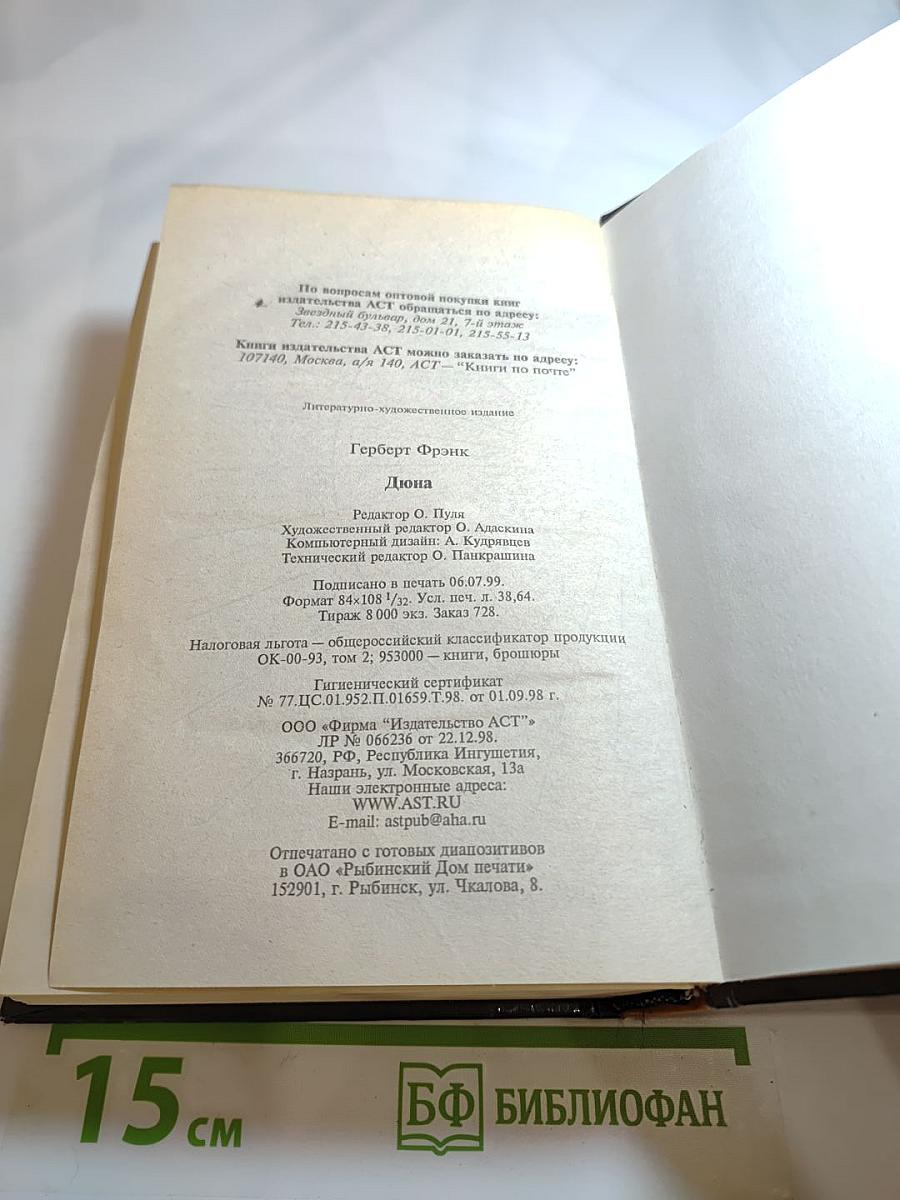 По вопросам оптовой покупки книг
издательства АСТ обращаться по адресу:
Звездный бульвар, дом 21, 7-й этаж
Тел.: 215-43-38, 215-01-01, 215-55-13
Книги издательства АСТ можно заказать по адресу:
107140, Москва, а/я 140, АСТ — “Книги по почте”
Литературно-художественное издание
Герберт Фрэнк
Дюна
Редактор О. Пуля
Художественный редактор О. Адаскина
Компьютерный дизайн: А. Кудрявцев
Технический редактор О. Панкрашина
Подписано в печать 06.07.99.
Формат 84×108 1/32. Усл. печ. л. 38,64.
Тираж 8 000 экз. Заказ 728.
Налоговая льгота — общероссийский классификатор продукции
ОК-00-93, том 2; 953000 — книги, брошюры
Гигиенический сертификат
№ 77.ЦС.01.952.П.01659.Т.98. от 01.09.98 г.
ООО «Фирма “Издательство АСТ”»
ЛР № 066236 от 22.12.98.
366720, РФ, Республика Ингушетия,
г. Назрань, ул. Московская, 13а
Наши электронные адреса:
WWW.AST.RU
E-mail: astpub@aha.ru
Отпечатано с готовых диапозитивов
в ОАО «Рыбинский Дом печати»
152901, г. Рыбинск, ул. Чкалова, 8.
15 см
БФ БИБЛИОФАН